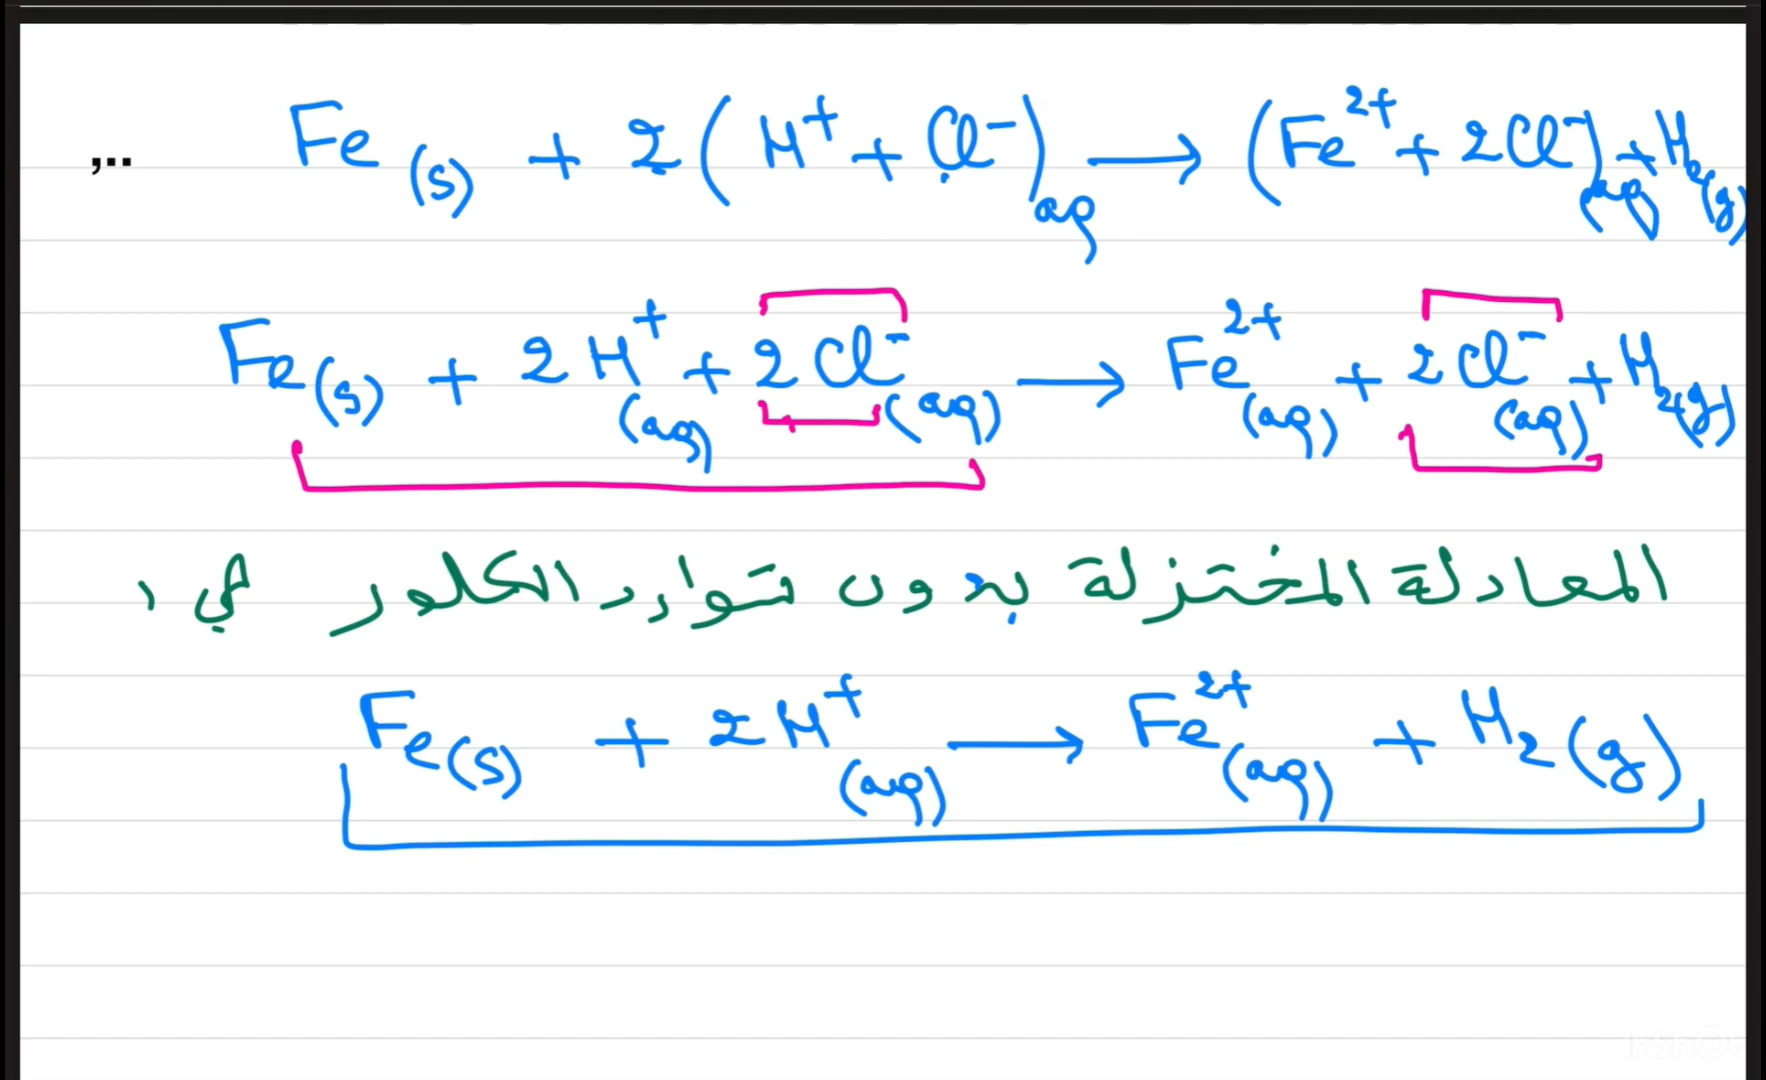 ,.. Fe (s) + 2 (H⁺ + Cl⁻)aq → (Fe²⁺ + 2Cl⁻)aq + H₂(g)
Fe(s) + 2H⁺(aq) + 2Cl⁻(aq) → Fe²⁺(aq) + 2Cl⁻(aq) + H₂(g)
المعادلة المختزلة بدون شوارد الكلور هي :
Fe(s) + 2H⁺(aq) → Fe²⁺(aq) + H₂(g)